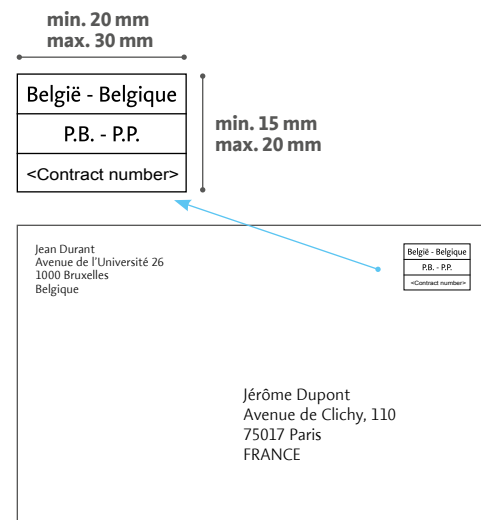 min. 20 mm
max. 30 mm
België - Belgique
P.B. - P.P.
<Contract number>
min. 15 mm
max. 20 mm
Jean Durant
Avenue de l'Université 26
1000 Bruxelles
Belgique
België - Belgique
P.B. - P.P.
<Contract number>
Jérôme Dupont
Avenue de Clichy, 110
75017 Paris
FRANCE